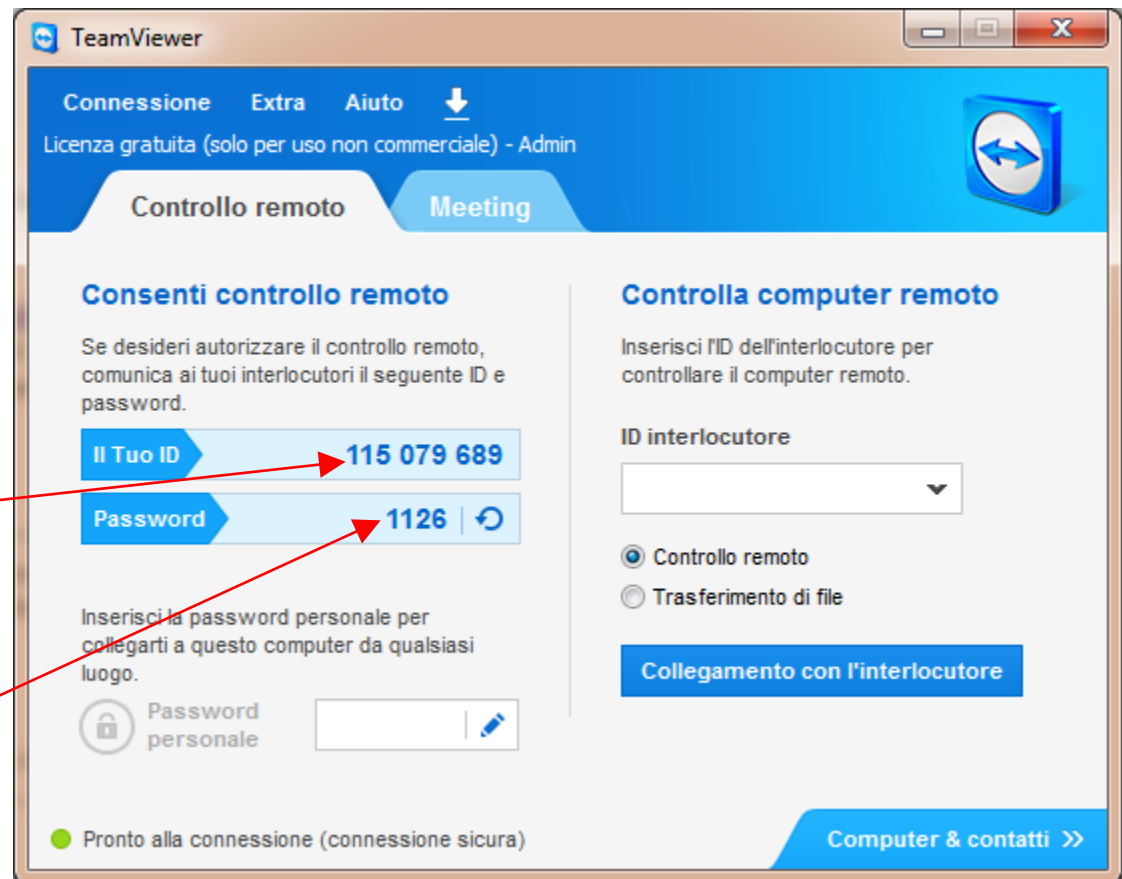 TeamViewer
Connessione Extra Aiuto
Licenza gratuita (solo per uso non commerciale) - Admin
Controllo remoto Meeting
Consenti controllo remoto
Se desideri autorizzare il controllo remoto,
comunica ai tuoi interlocutori il seguente ID e
password.
Il Tuo ID 115 079 689
Password 1126
Inserisci la password personale per
collegarti a questo computer da qualsiasi
luogo.
Password
personale
Controlla computer remoto
Inserisci l'ID dell'interlocutore per
controllare il computer remoto.
ID interlocutore
Controllo remoto
Trasferimento di file
Collegamento con l'interlocutore
Pronto alla connessione (connessione sicura)
Computer & contatti >>